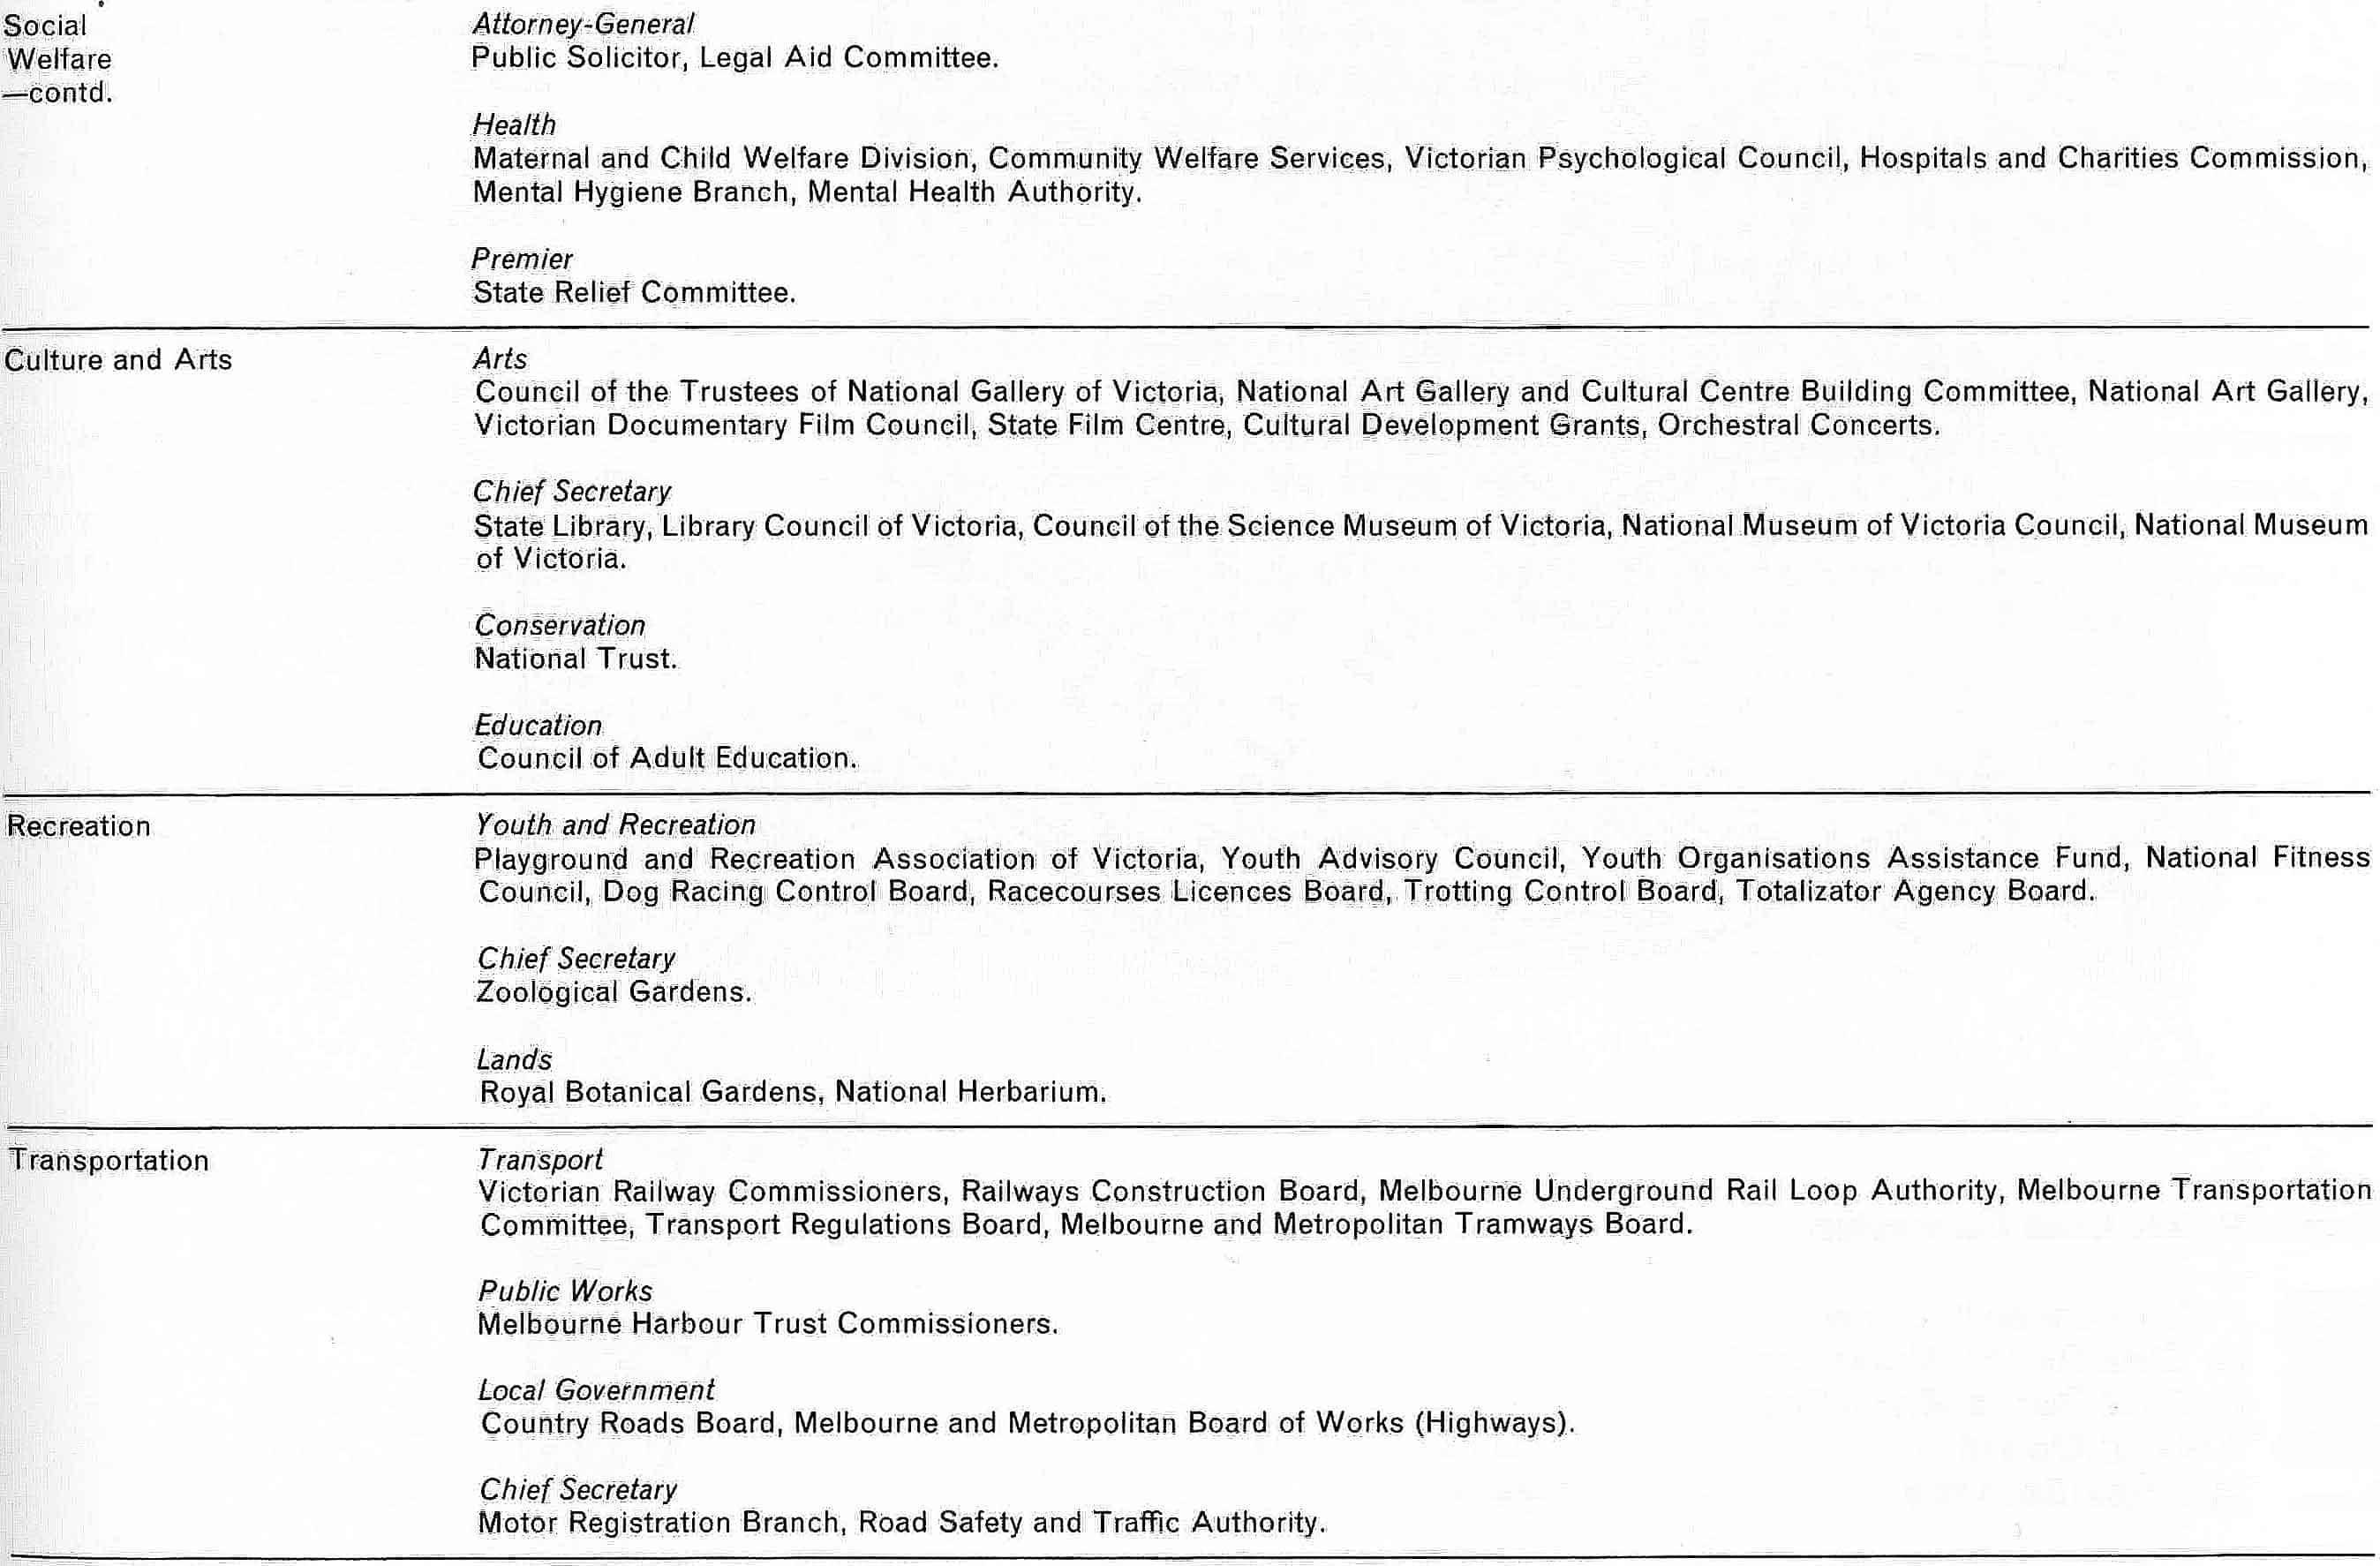 Social
Welfare
—contd.
Attorney-General
Public Solicitor, Legal Aid Committee.
Health
Maternal and Child Welfare Division, Community Welfare Services, Victorian Psychological Council, Hospitals and Charities Commission,
Mental Hygiene Branch, Mental Health Authority.
Premier
State Relief Committee.
Culture and Arts
Arts
Council of the Trustees of National Gallery of Victoria, National Art Gallery and Cultural Centre Building Committee, National Art Gallery,
Victorian Documentary Film Council, State Film Centre, Cultural Development Grants, Orchestral Concerts.
Chief Secretary
State Library, Library Council of Victoria, Council of the Science Museum of Victoria, National Museum of Victoria Council, National Museum
of Victoria.
Conservation
National Trust.
Education
Council of Adult Education.
Recreation
Youth and Recreation
Playground and Recreation Association of Victoria, Youth Advisory Council, Youth Organisations Assistance Fund, National Fitness
Council, Dog Racing Control Board, Racecourses Licences Board, Trotting Control Board, Totalizator Agency Board.
Chief Secretary
Zoological Gardens.
Lands
Royal Botanical Gardens, National Herbarium.
Transportation
Transport
Victorian Railway Commissioners, Railways Construction Board, Melbourne Underground Rail Loop Authority, Melbourne Transportation
Committee, Transport Regulations Board, Melbourne and Metropolitan Tramways Board.
Public Works
Melbourne Harbour Trust Commissioners.
Local Government
Country Roads Board, Melbourne and Metropolitan Board of Works (Highways).
Chief Secretary
Motor Registration Branch, Road Safety and Traffic Authority.